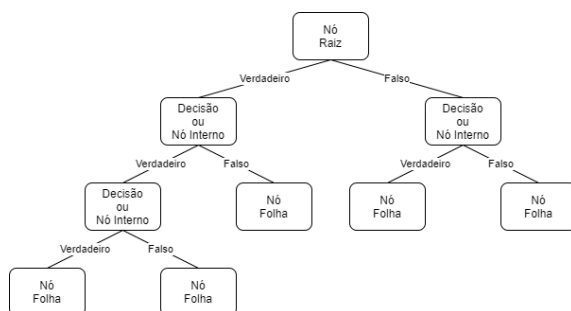 Nó
Raiz
Verdadeiro
Falso
Decisão
ou
Nó Interno
Decisão
ou
Nó Interno
Verdadeiro
Falso
Verdadeiro
Falso
Decisão
ou
Nó Interno
Nó
Folha
Nó
Folha
Nó
Folha
Verdadeiro
Falso
Nó
Folha
Nó
Folha